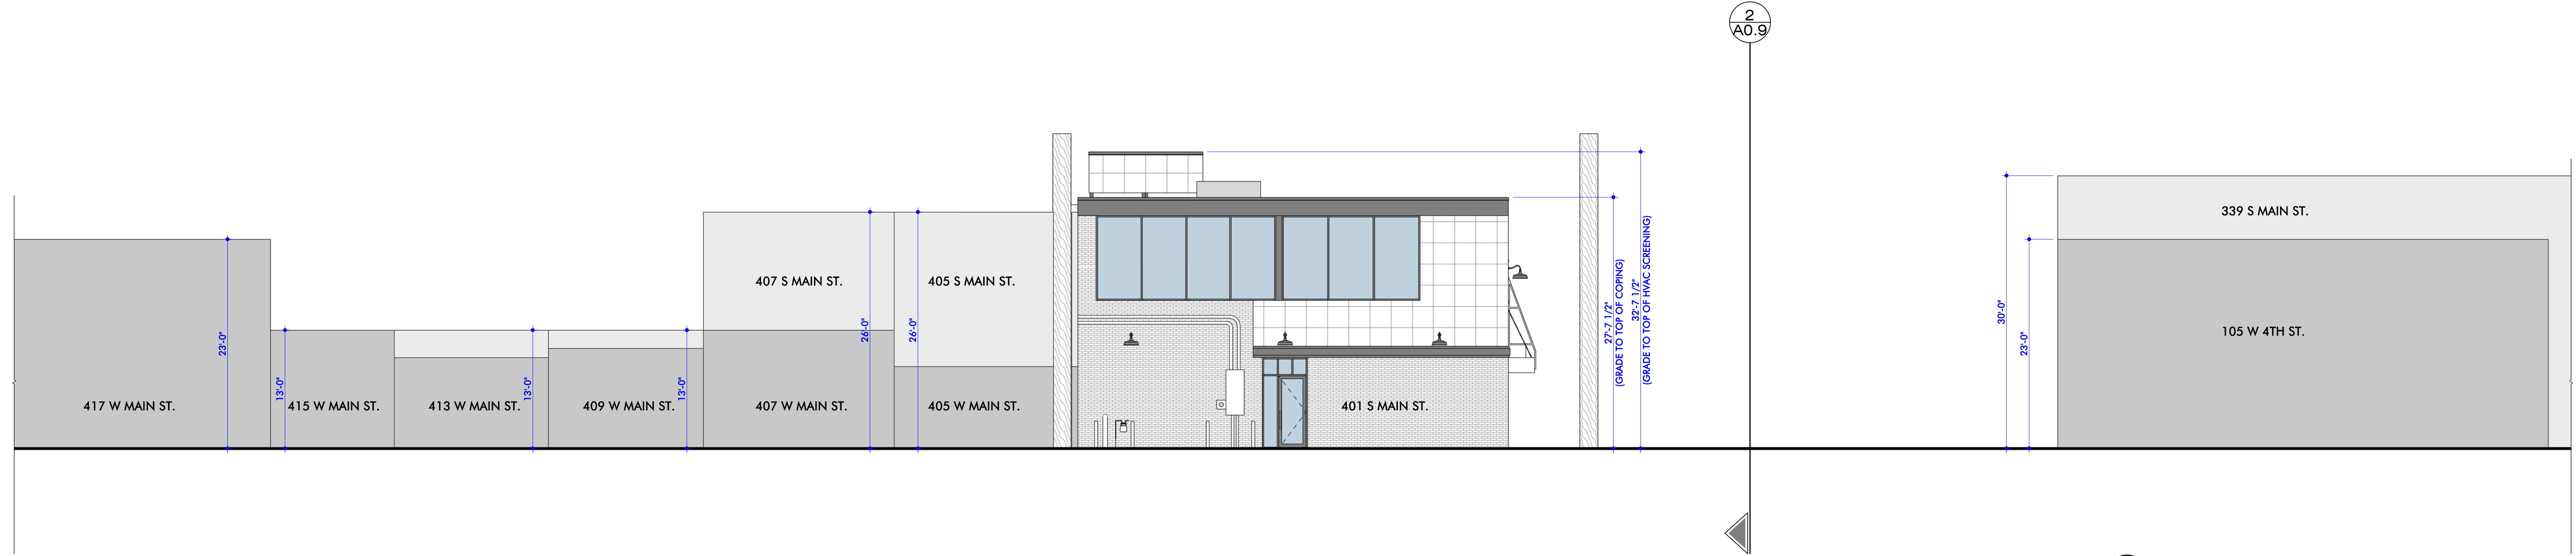 2
A0.9
339 S MAIN ST.
407 S MAIN ST.
405 S MAIN ST.
27'-7 1/2"
(GRADE TO TOP OF COPING)
32'-7 1/2"
(GRADE TO TOP OF HVAC SCREENING)
30'-0"
23'-0"
105 W 4TH ST.
23'-0"
13'-0"
13'-0"
13'-0"
26'-0"
26'-0"
417 W MAIN ST.
415 W MAIN ST.
413 W MAIN ST.
409 W MAIN ST.
407 W MAIN ST.
405 W MAIN ST.
401 S MAIN ST.